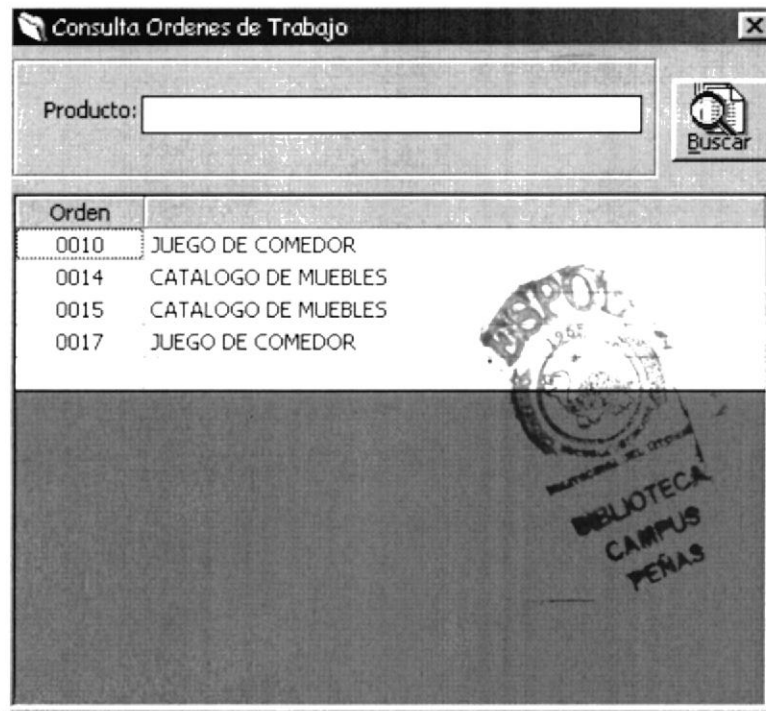 Consulta Ordenes de Trabajo
Producto:
Buscar
Orden
0010 JUEGO DE COMEDOR
0014 CATALOGO DE MUEBLES
0015 CATALOGO DE MUEBLES
0017 JUEGO DE COMEDOR
ESPOL
BIBLIOTECA
CAMPUS
PEÑAS